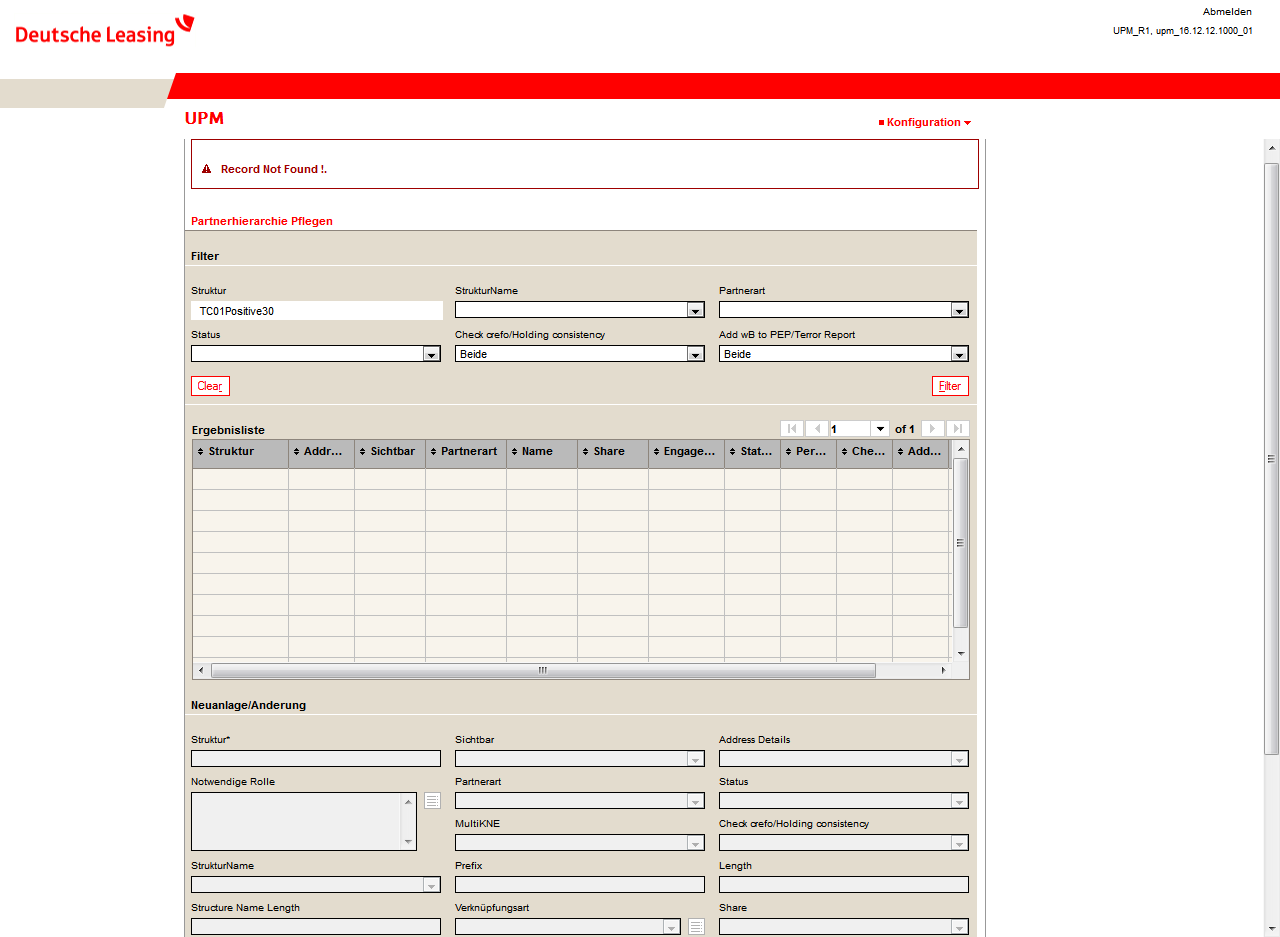 Deutsche Leasing
Abmelden
UPM_R1, upm_16.12.12.1000_01
UPM
Konfiguration
Record Not Found !.
Partnerhierarchie Pflegen
Filter
Struktur StrukturName Partnerart
TC01Positive30
Status Check crefo/Holding consistency Add wB to PEP/Terror Report
Beide Beide
Clear Filter
Ergebnisliste 1 of 1
Struktur Addr... Sichtbar Partnerart Name Share Engage... Stat... Per... Che... Add...
Neuanlage/Anderung
Struktur* Sichtbar Address Details
Notwendige Rolle Partnerart Status
MultiKNE Check crefo/Holding consistency
StrukturName Prefix Length
Structure Name Length Verknüpfungsart Share